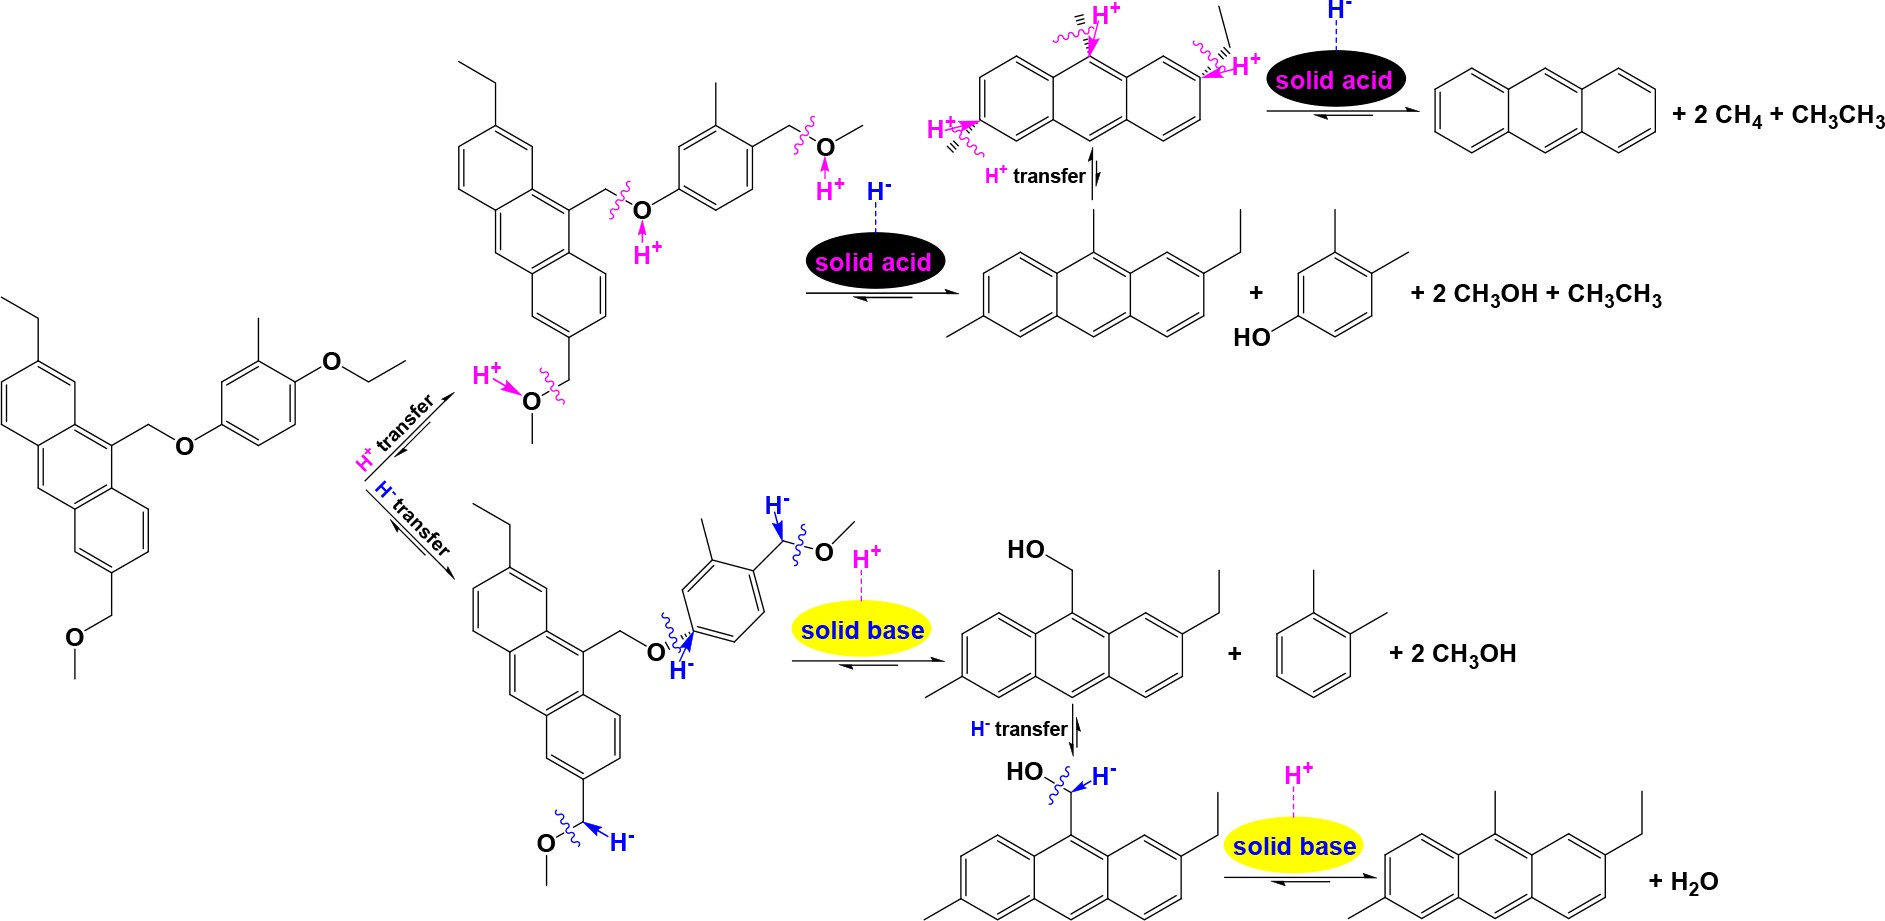 H⁺
H⁺
H⁺
H⁺ transfer
H⁻
solid acid
+ 2 CH₄ + CH₃CH₃
O
H⁺
O
H⁺
H⁺
O
H⁻
solid acid
+
HO
+ 2 CH₃OH + CH₃CH₃
O
O
O
H⁺ transfer
H⁻ transfer
H⁻
O
O
H⁻
O
H⁻
H⁺
solid base
HO
+
+ 2 CH₃OH
H⁻ transfer
HO
H⁻
H⁺
solid base
+ H₂O